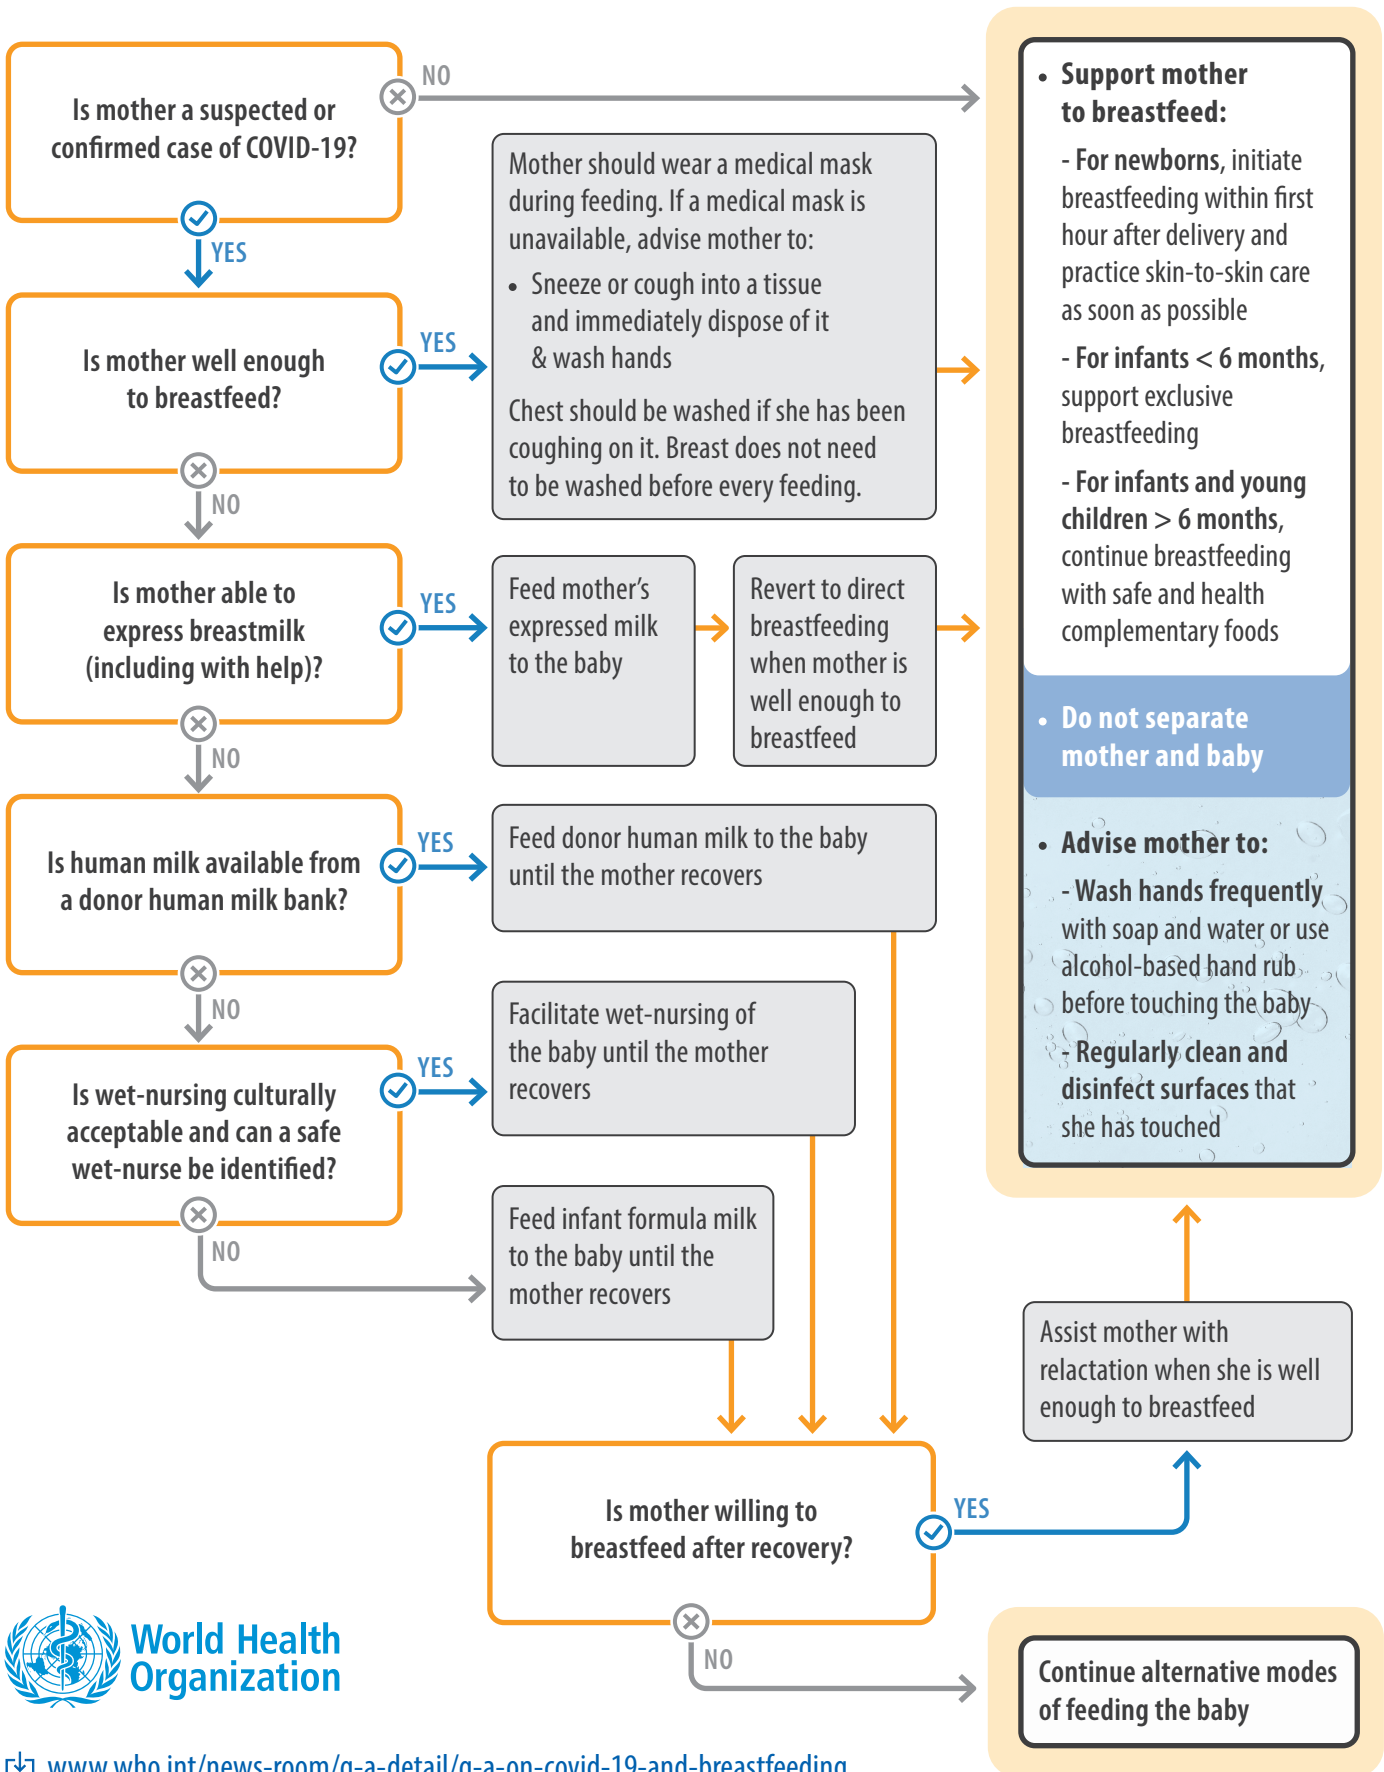 Is mother a suspected or
confirmed case of COVID-19?
NO
YES
Is mother well enough
to breastfeed?
YES
NO
Mother should wear a medical mask
during feeding. If a medical mask is
unavailable, advise mother to:
• Sneeze or cough into a tissue
and immediately dispose of it
& wash hands
Chest should be washed if she has been
coughing on it. Breast does not need
to be washed before every feeding.
Is mother able to
express breastmilk
(including with help)?
YES
NO
Feed mother's
expressed milk
to the baby
Revert to direct
breastfeeding
when mother is
well enough to
breastfeed
Is human milk available from
a donor human milk bank?
YES
NO
Feed donor human milk to the baby
until the mother recovers
Is wet-nursing culturally
acceptable and can a safe
wet-nurse be identified?
YES
NO
Facilitate wet-nursing of
the baby until the mother
recovers
Feed infant formula milk
to the baby until the
mother recovers
Is mother willing to
breastfeed after recovery?
YES
NO
Assist mother with
relactation when she is well
enough to breastfeed
• Support mother
to breastfeed:
- For newborns, initiate
breastfeeding within first
hour after delivery and
practice skin-to-skin care
as soon as possible
- For infants < 6 months,
support exclusive
breastfeeding
- For infants and young
children > 6 months,
continue breastfeeding
with safe and health
complementary foods
• Do not separate
mother and baby
• Advise mother to:
- Wash hands frequently
with soap and water or use
alcohol-based hand rub
before touching the baby
- Regularly clean and
disinfect surfaces that
she has touched
Continue alternative modes
of feeding the baby
World Health
Organization
www.who.int/news-room/q-a-detail/q-a-on-covid-19-and-breastfeeding